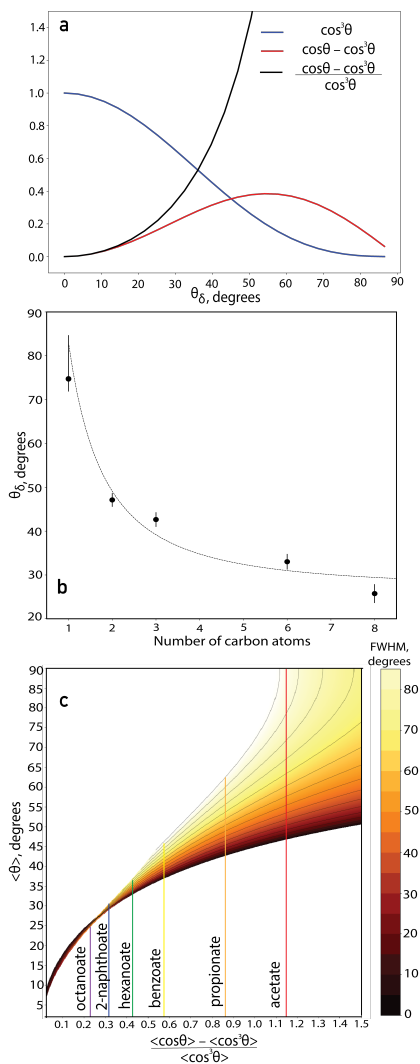 a
cos³θ
cosθ – cos³θ
cosθ – cos³θ
cos³θ
1.4
1.2
1.0
0.8
0.6
0.4
0.2
0.0
0 10 20 30 40 50 60 70 80 90
θδ, degrees
90
80
70
60
50
40
30
20
θδ, degrees
b
1 2 3 4 5 6 7 8
Number of carbon atoms
FWHM,
degrees
c
90
85
80
75
70
65
60
55
50
45
40
35
30
25
20
15
10
5
<θ>, degrees
octanoate
2-naphthoate
hexanoate
benzoate
propionate
acetate
80
70
60
50
40
30
20
10
0
0.1 0.2 0.3 0.4 0.5 0.6 0.7 0.8 0.9 1.0 1.1 1.2 1.3 1.4 1.5
<cosθ> – <cos³θ>
<cos³θ>